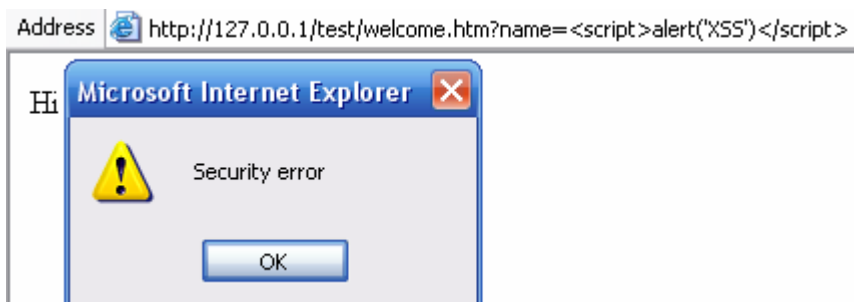 Address http://127.0.0.1/test/welcome.htm?name=<script>alert('XSS')</script>
Hi
Microsoft Internet Explorer
Security error
OK